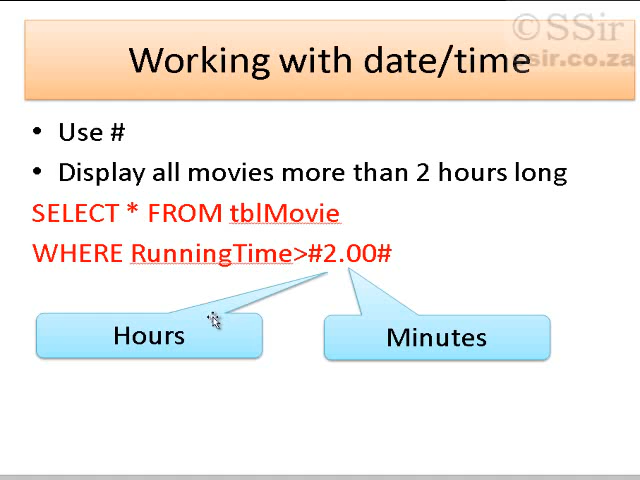 ©SSir
ssir.co.za
Working with date/time
• Use #
• Display all movies more than 2 hours long
SELECT * FROM tblMovie
WHERE RunningTime>#2.00#
Hours
Minutes